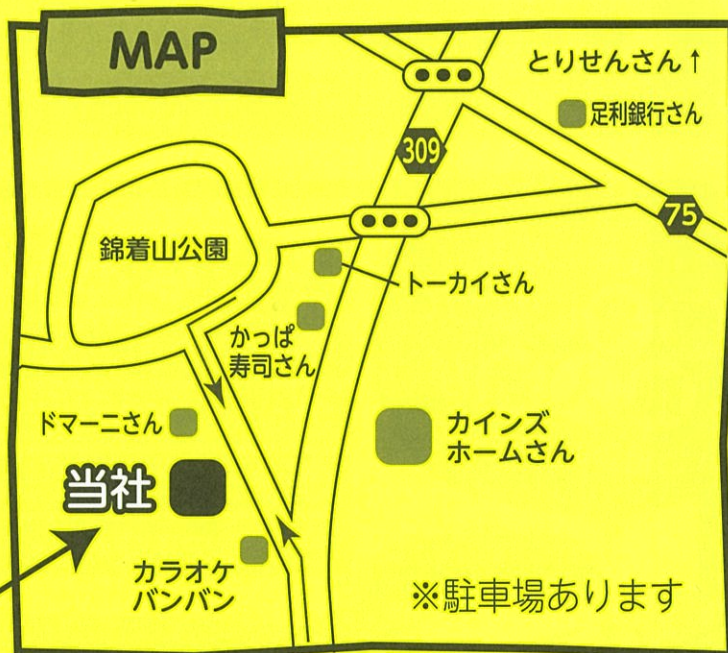 MAP
とりせんさん↑
足利銀行さん
309
75
錦着山公園
トーカイさん
かっぱ
寿司さん
ドマーニさん
カインズ
ホームさん
当社
カラオケ
バンバン
※駐車場あります